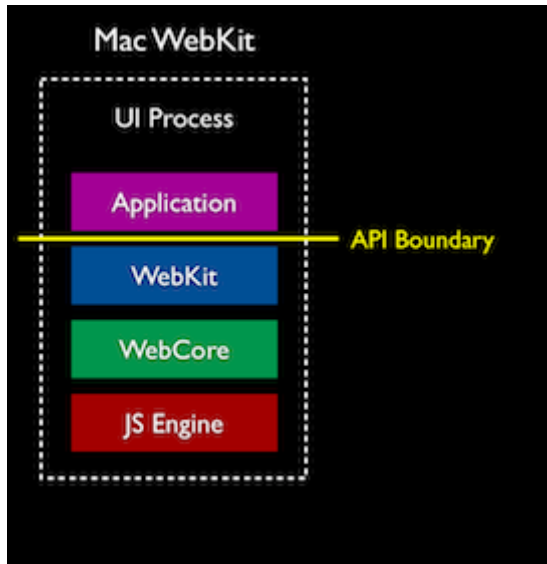 Mac WebKit
UI Process
Application
API Boundary
WebKit
WebCore
JS Engine